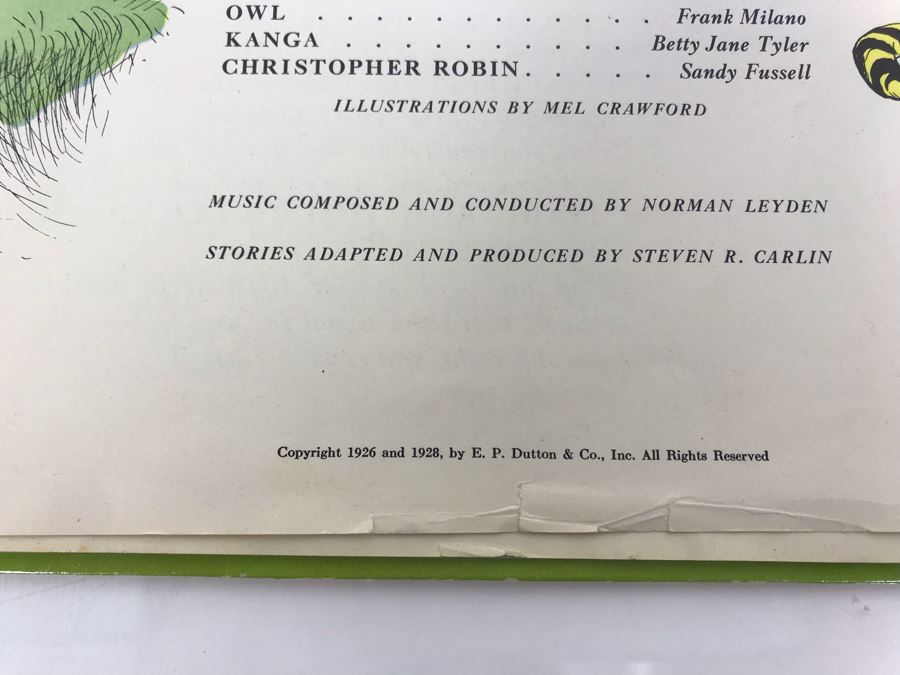 OWL . . . . . . . . . . . . Frank Milano
KANGA . . . . . . . . . . . Betty Jane Tyler
CHRISTOPHER ROBIN . . . . . Sandy Fussell
ILLUSTRATIONS BY MEL CRAWFORD
MUSIC COMPOSED AND CONDUCTED BY NORMAN LEYDEN
STORIES ADAPTED AND PRODUCED BY STEVEN R. CARLIN
Copyright 1926 and 1928, by E. P. Dutton & Co., Inc. All Rights Reserved